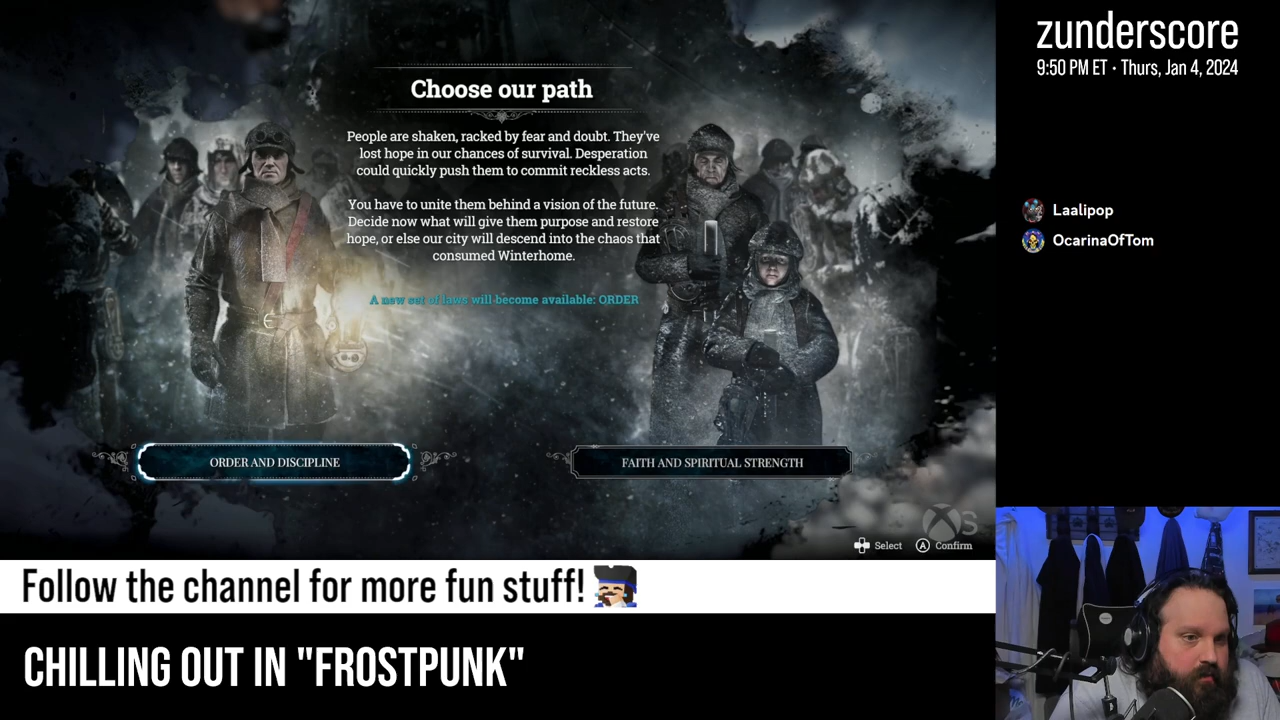 zunderscore
9:50 PM ET • Thurs, Jan 4, 2024
Choose our path
People are shaken, racked by fear and doubt. They've
lost hope in our chances of survival. Desperation
could quickly push them to commit reckless acts.
You have to unite them behind a vision of the future.
Decide now what will give them purpose and restore
hope, or else our city will descend into the chaos that
consumed Winterhome.
A new set of laws will become available: ORDER
ORDER AND DISCIPLINE
FAITH AND SPIRITUAL STRENGTH
Select
A Confirm
S
Laalipop
OcarinaOfTom
Follow the channel for more fun stuff!
CHILLING OUT IN "FROSTPUNK"